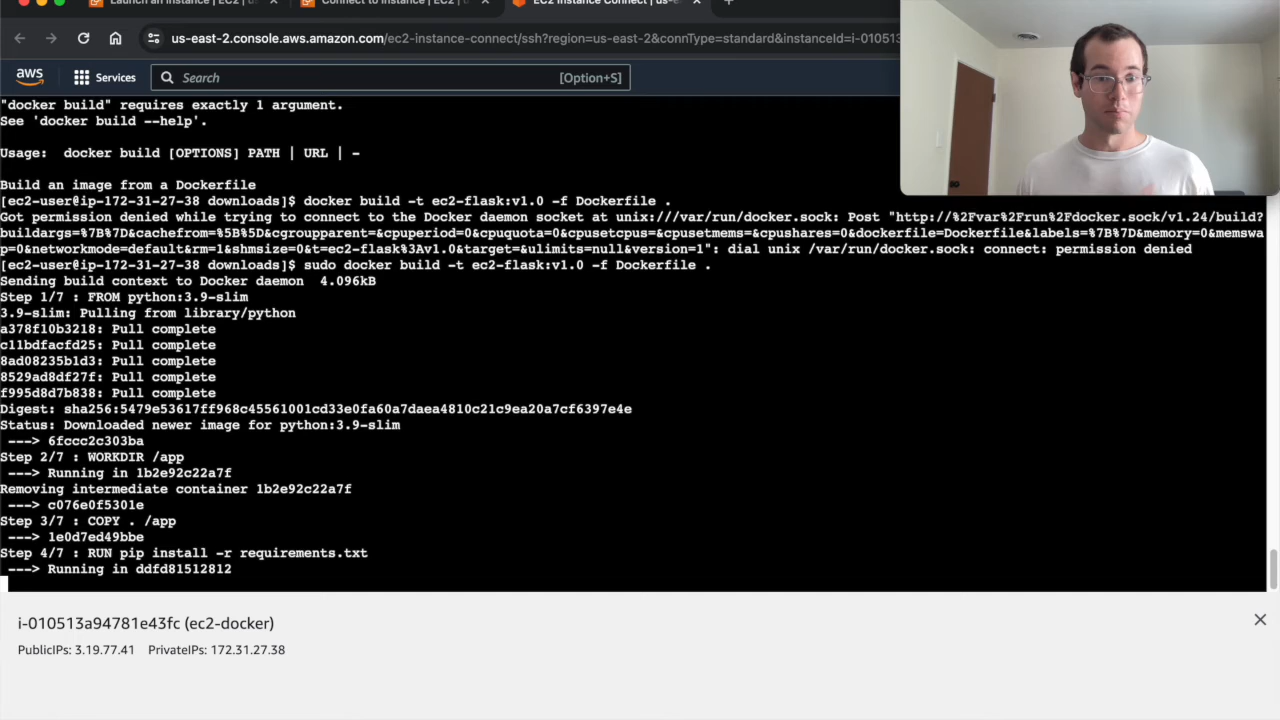 Launch an instance | EC2 | u
Connect to instance | EC2 | u
EC2 Instance Connect | us-e
us-east-2.console.aws.amazon.com/ec2-instance-connect/ssh?region=us-east-2&connType=standard&instanceId=i-01051
aws
Services
Search
[Option+S]
"docker build" requires exactly 1 argument.
See 'docker build --help'.
Usage:  docker build [OPTIONS] PATH | URL | -
Build an image from a Dockerfile
[ec2-user@ip-172-31-27-38 downloads]$ docker build -t ec2-flask:v1.0 -f Dockerfile .
Got permission denied while trying to connect to the Docker daemon socket at unix:///var/run/docker.sock: Post "http://%2Fvar%2Frun%2Fdocker.sock/v1.24/build?
buildargs=%7B%7D&cachefrom=%5B%5D&cgroupparent=&cpuperiod=0&cpuquota=0&cpusetcpus=&cpusetmems=&cpushares=0&dockerfile=Dockerfile&labels=%7B%7D&memory=0&memswa
p=0&networkmode=default&rm=1&shmsize=0&t=ec2-flask%3Av1.0&target=&ulimits=null&version=1": dial unix /var/run/docker.sock: connect: permission denied
[ec2-user@ip-172-31-27-38 downloads]$ sudo docker build -t ec2-flask:v1.0 -f Dockerfile .
Sending build context to Docker daemon  4.096kB
Step 1/7 : FROM python:3.9-slim
3.9-slim: Pulling from library/python
a378f10b3218: Pull complete
c11bdfacfd25: Pull complete
8ad08235b1d3: Pull complete
8529ad8df27f: Pull complete
f995d8d7b838: Pull complete
Digest: sha256:5479e53617ff968c45561001cd33e0fa60a7daea4810c21c9ea20a7cf6397e4e
Status: Downloaded newer image for python:3.9-slim
---> 6fccc2c303ba
Step 2/7 : WORKDIR /app
---> Running in 1b2e92c22a7f
Removing intermediate container 1b2e92c22a7f
---> c076e0f5301e
Step 3/7 : COPY . /app
---> 1e0d7ed49bbe
Step 4/7 : RUN pip install -r requirements.txt
---> Running in ddfd81512812
i-010513a94781e43fc (ec2-docker)
PublicIPs: 3.19.77.41    PrivateIPs: 172.31.27.38